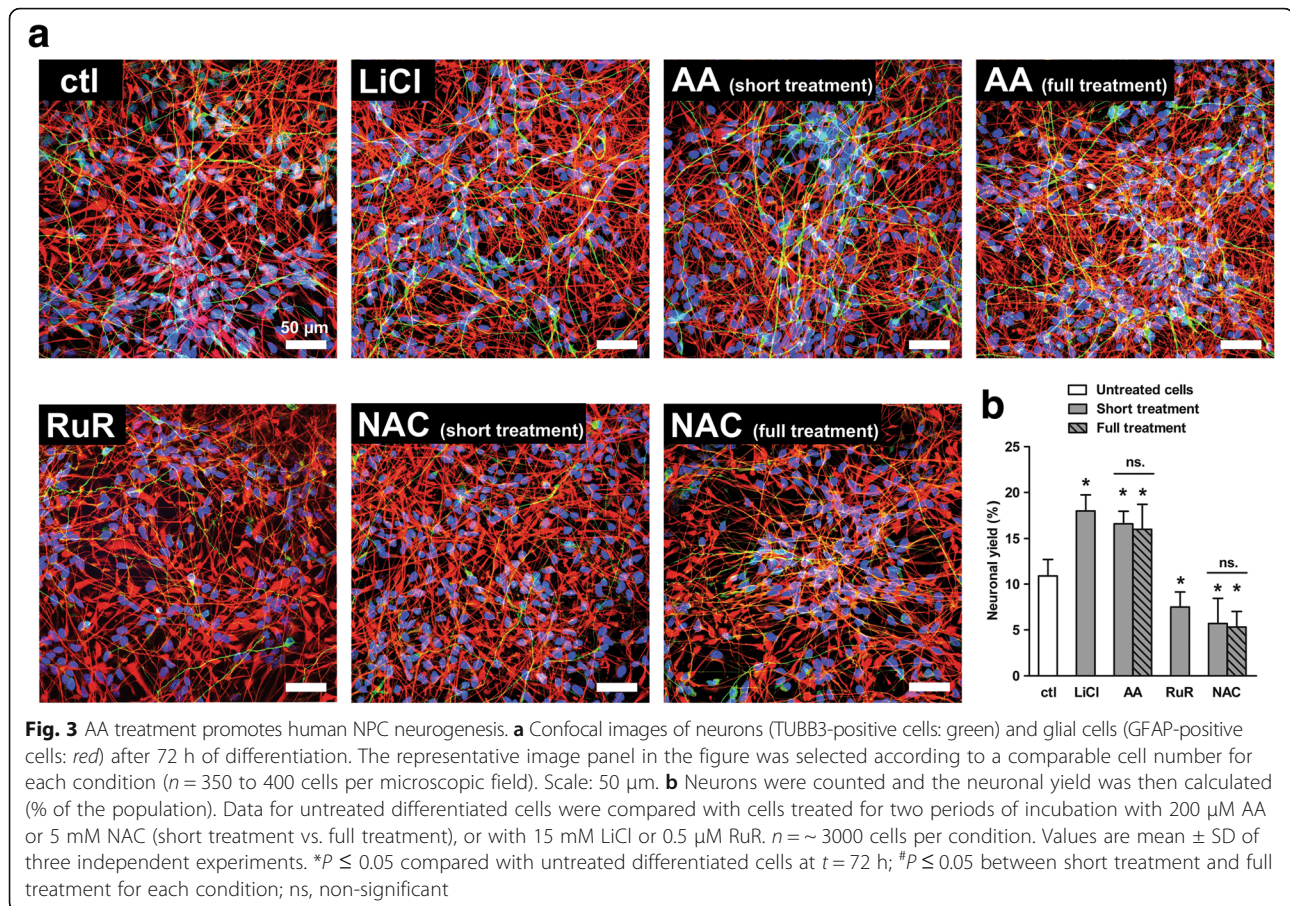 a
ctl
LiCl
AA (short treatment)
AA (full treatment)
50 µm
RuR
NAC (short treatment)
NAC (full treatment)
b
Untreated cells
Short treatment
Full treatment
Neuronal yield (%)
25
20
15
10
5
0
ns.
* * * * * *
ns.
ctl LiCl AA RuR NAC
Fig. 3 AA treatment promotes human NPC neurogenesis. a Confocal images of neurons (TUBB3-positive cells: green) and glial cells (GFAP-positive
cells: red) after 72 h of differentiation. The representative image panel in the figure was selected according to a comparable cell number for
each condition (n = 350 to 400 cells per microscopic field). Scale: 50 μm. b Neurons were counted and the neuronal yield was then calculated
(% of the population). Data for untreated differentiated cells were compared with cells treated for two periods of incubation with 200 μM AA
or 5 mM NAC (short treatment vs. full treatment), or with 15 mM LiCl or 0.5 μM RuR. n = ~ 3000 cells per condition. Values are mean ± SD of
three independent experiments. *P ≤ 0.05 compared with untreated differentiated cells at t = 72 h; #P ≤ 0.05 between short treatment and full
treatment for each condition; ns, non-significant